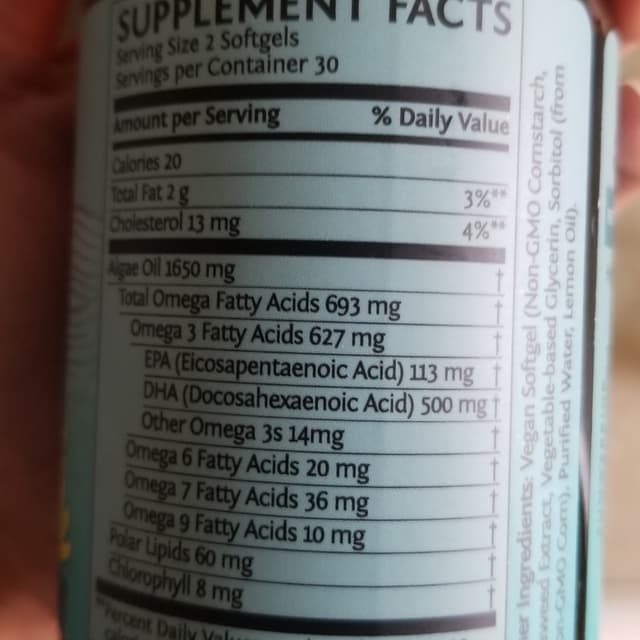 SUPPLEMENT FACTS
Serving Size 2 Softgels
Servings per Container 30
Amount per Serving % Daily Value
Calories 20
Total Fat 2 g 3%**
Cholesterol 13 mg 4%**
Algae Oil 1650 mg †
Total Omega Fatty Acids 693 mg †
Omega 3 Fatty Acids 627 mg †
EPA (Eicosapentaenoic Acid) 113 mg †
DHA (Docosahexaenoic Acid) 500 mg †
Other Omega 3s 14mg †
Omega 6 Fatty Acids 20 mg †
Omega 7 Fatty Acids 36 mg †
Omega 9 Fatty Acids 10 mg †
Polar Lipids 60 mg †
Chlorophyll 8 mg †
Percent Daily
Ingredients: Vegan Softgel (Non-GMO Cornstarch,
Extract, Vegetable-based Glycerin, Sorbitol (from
Corn), Purified Water, Lemon Oil).